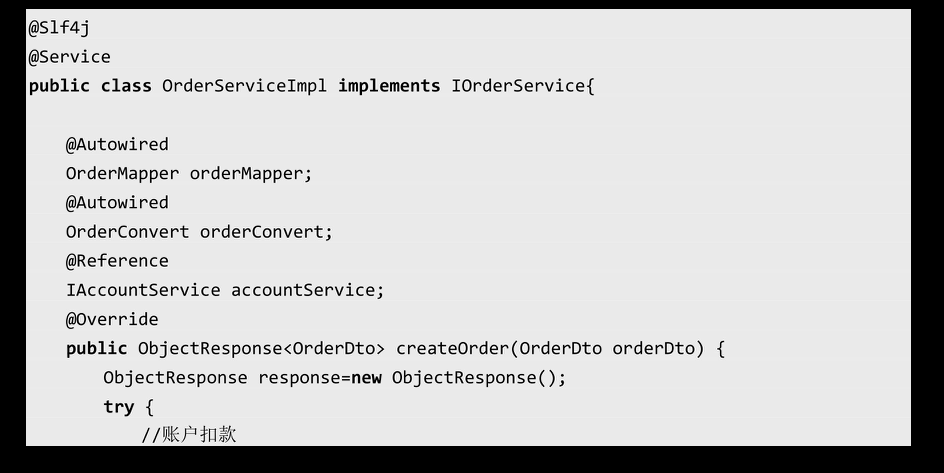 @Slf4j
@Service
public class OrderServiceImpl implements IOrderService{
@Autowired
OrderMapper orderMapper;
@Autowired
OrderConvert orderConvert;
@Reference
IAccountService accountService;
@Override
public ObjectResponse<OrderDto> createOrder(OrderDto orderDto) {
ObjectResponse response=new ObjectResponse();
try {
//账户扣款